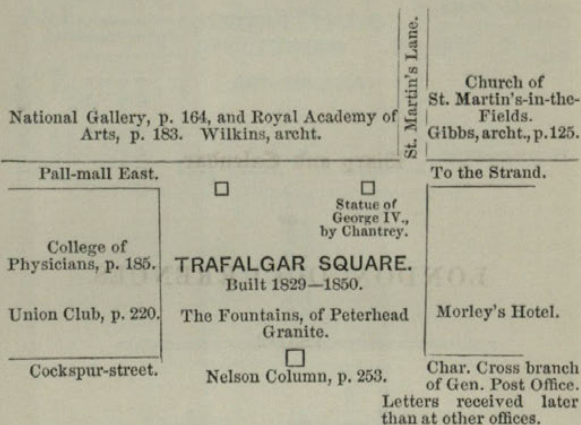 St. Martin's Lane.
National Gallery, p. 164, and Royal Academy of
Arts, p. 183. Wilkins, archt.
Church of
St. Martin's-in-the-
Fields.
Gibbs, archt., p. 125.
Pall-mall East.
To the Strand.
Statue of
George IV.,
by Chantrey.
College of
Physicians, p. 185.
TRAFALGAR SQUARE.
Built 1829—1850.
Union Club, p. 220.
The Fountains, of Peterhead
Granite.
Morley's Hotel.
Cockspur-street.
Nelson Column, p. 253.
Char. Cross branch
of Gen. Post Office.
Letters received later
than at other offices.